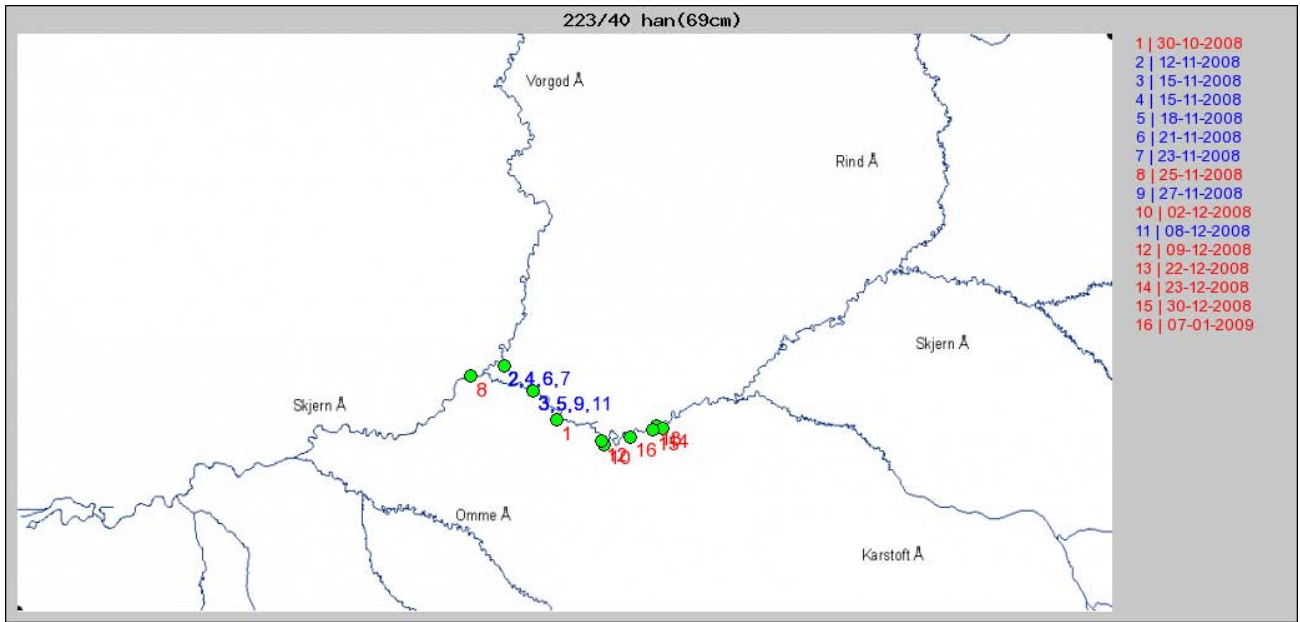 223/40 han(69cm)
1 | 30-10-2008
2 | 12-11-2008
3 | 15-11-2008
4 | 15-11-2008
5 | 18-11-2008
6 | 21-11-2008
7 | 23-11-2008
8 | 25-11-2008
9 | 27-11-2008
10 | 02-12-2008
11 | 08-12-2008
12 | 09-12-2008
13 | 22-12-2008
14 | 23-12-2008
15 | 30-12-2008
16 | 07-01-2009
Vorgod Å
Rind Å
Skjern Å
2,4,6,7
8
3,5,9,11
Skjern Å
1
16
12
10
Omme Å
Karstoft Å